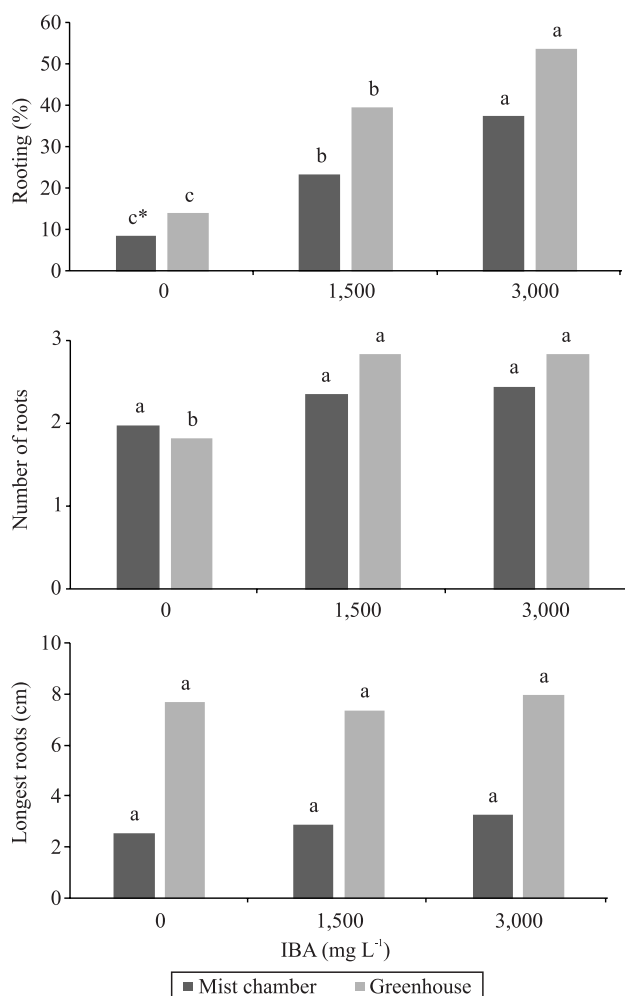 Rooting (%)
60
50
40
30
20
10
0
c*
c
b
b
a
a
0
1,500
3,000
Number of roots
3
2
1
0
a
b
a
a
a
a
0
1,500
3,000
Longest roots (cm)
10
8
6
4
2
0
a
a
a
a
a
a
0
1,500
3,000
IBA (mg L⁻¹)
Mist chamber
Greenhouse